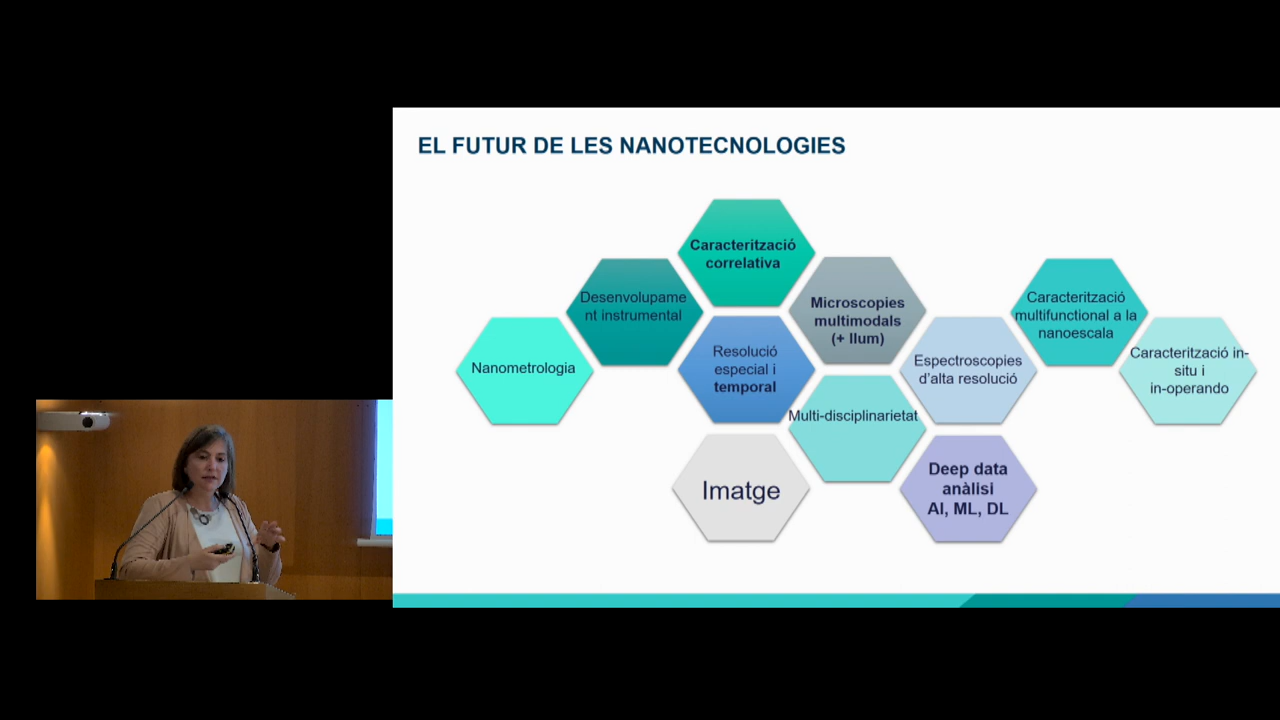 EL FUTUR DE LES NANOTECNOLOGIES
Caracterització
correlativa
Desenvolupame
nt instrumental
Microscopies
multimodals
(+ llum)
Caracterització
multifunctional a la
nanoescala
Nanometrologia
Resolució
especial i
temporal
Espectroscopies
d'alta resolució
Caracterització in-
situ i
in-operando
Multi-disciplinarietat
Imatge
Deep data
anàlisi
AI, ML, DL